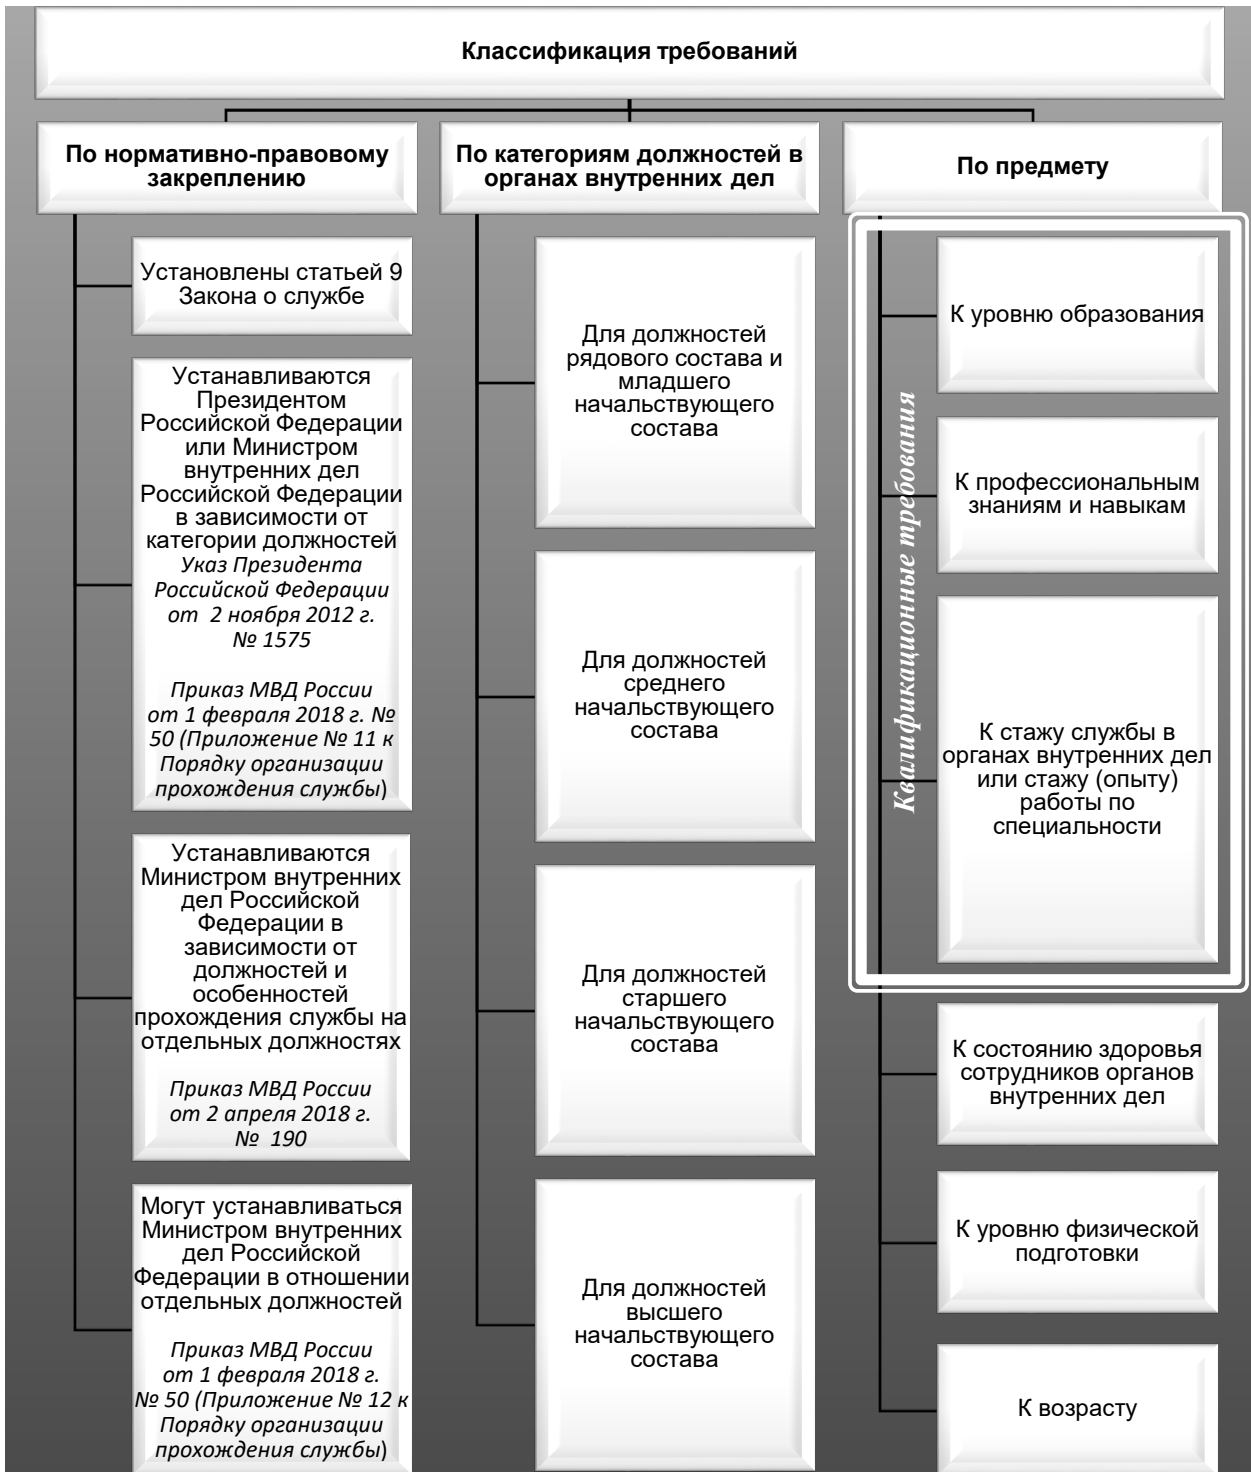 Классификация требований
По нормативно-правовому
закреплению
Установлены статьей 9
Закона о службе
Устанавливаются
Президентом
Российской Федерации
или Министром
внутренних дел
Российской Федерации
в зависимости от
категории должностей
Указ Президента
Российской Федерации
от 2 ноября 2012 г.
№ 1575
Приказ МВД России
от 1 февраля 2018 г. №
50 (Приложение № 11 к
Порядку организации
прохождения службы)
Устанавливаются
Министром внутренних
дел Российской
Федерации в
зависимости от
должностей и
особенностей
прохождения службы на
отдельных должностях
Приказ МВД России
от 2 апреля 2018 г.
№ 190
Могут устанавливаться
Министром внутренних
дел Российской
Федерации в отношении
отдельных должностей
Приказ МВД России
от 1 февраля 2018 г.
№ 50 (Приложение № 12 к
Порядку организации
прохождения службы)
По категориям должностей в
органах внутренних дел
Для должностей
рядового состава и
младшего
начальствующего
состава
Для должностей
среднего
начальствующего
состава
Для должностей
старшего
начальствующего
состава
Для должностей
высшего
начальствующего
состава
По предмету
Квалификационные требования
К уровню образования
К профессиональным
знаниям и навыкам
К стажу службы в
органах внутренних дел
или стажу (опыту)
работы по
специальности
К состоянию здоровья
сотрудников органов
внутренних дел
К уровню физической
подготовки
К возрасту